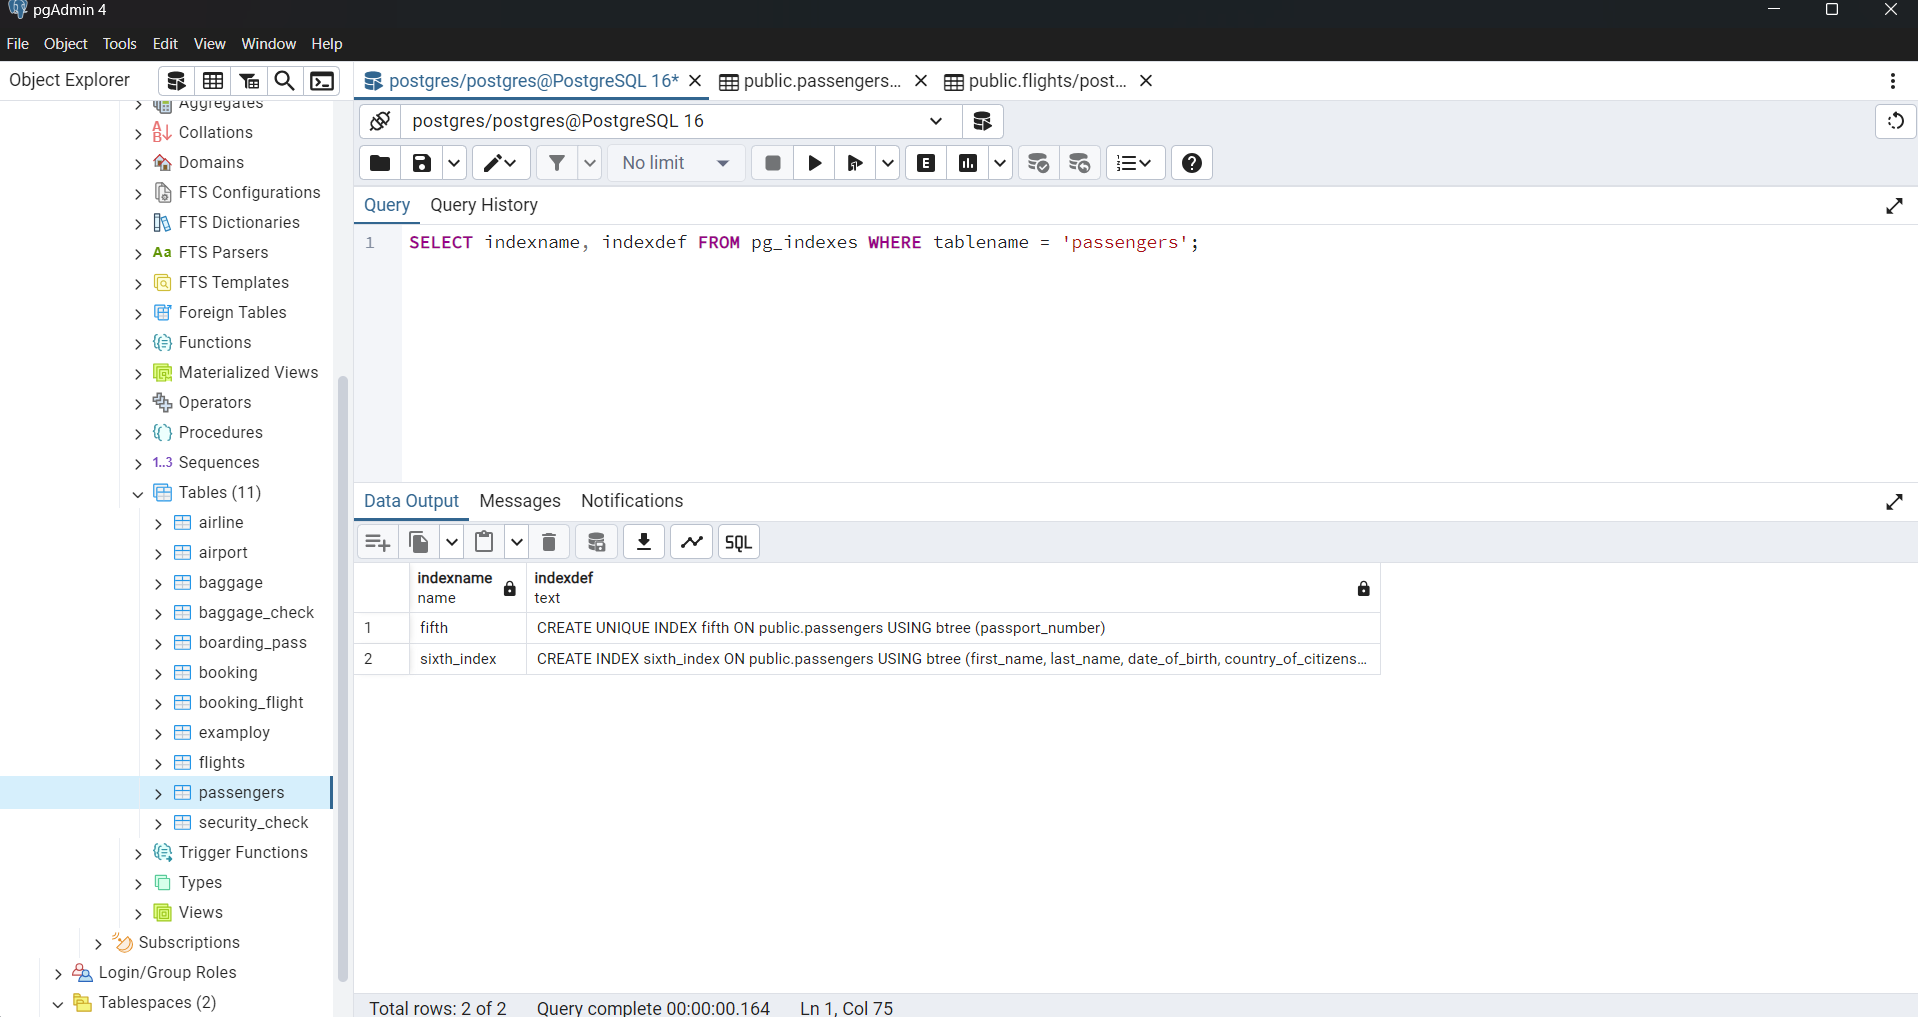 pgAdmin 4
File Object Tools Edit View Window Help
Object Explorer
postgres/postgres@PostgreSQL 16*
public.passengers...
public.flights/post...
postgres/postgres@PostgreSQL 16
No limit
E
Query Query History
1 SELECT indexname, indexdef FROM pg_indexes WHERE tablename = 'passengers';
Aggregates
Collations
Domains
FTS Configurations
FTS Dictionaries
Aa FTS Parsers
FTS Templates
Foreign Tables
Functions
Materialized Views
Operators
Procedures
1..3 Sequences
Tables (11)
airline
airport
baggage
baggage_check
boarding_pass
booking
booking_flight
examploy
flights
passengers
security_check
Trigger Functions
Types
Views
Subscriptions
Login/Group Roles
Tablespaces (2)
Data Output Messages Notifications
SQL
indexname
name
indexdef
text
1 fifth CREATE UNIQUE INDEX fifth ON public.passengers USING btree (passport_number)
2 sixth_index CREATE INDEX sixth_index ON public.passengers USING btree (first_name, last_name, date_of_birth, country_of_citizens...
Total rows: 2 of 2 Query complete 00:00:00.164 Ln 1, Col 75